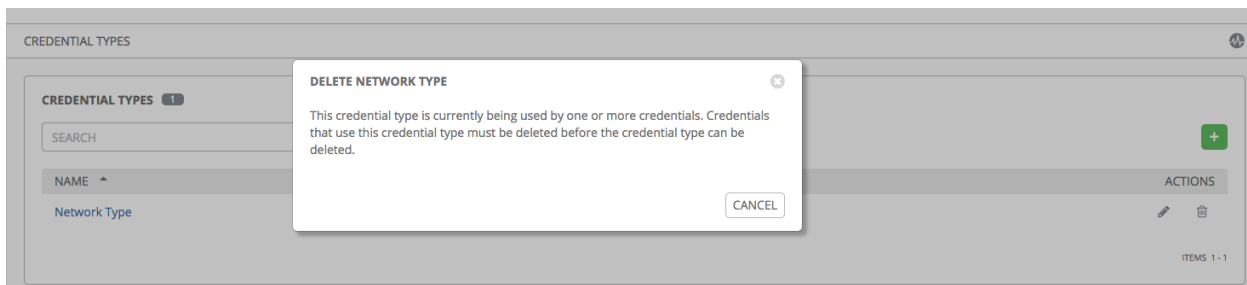 CREDENTIAL TYPES
DELETE NETWORK TYPE
CREDENTIAL TYPES 1
This credential type is currently being used by one or more credentials. Credentials
that use this credential type must be deleted before the credential type can be
deleted.
SEARCH
+
NAME ACTIONS
CANCEL
Network Type
ITEMS 1 - 1